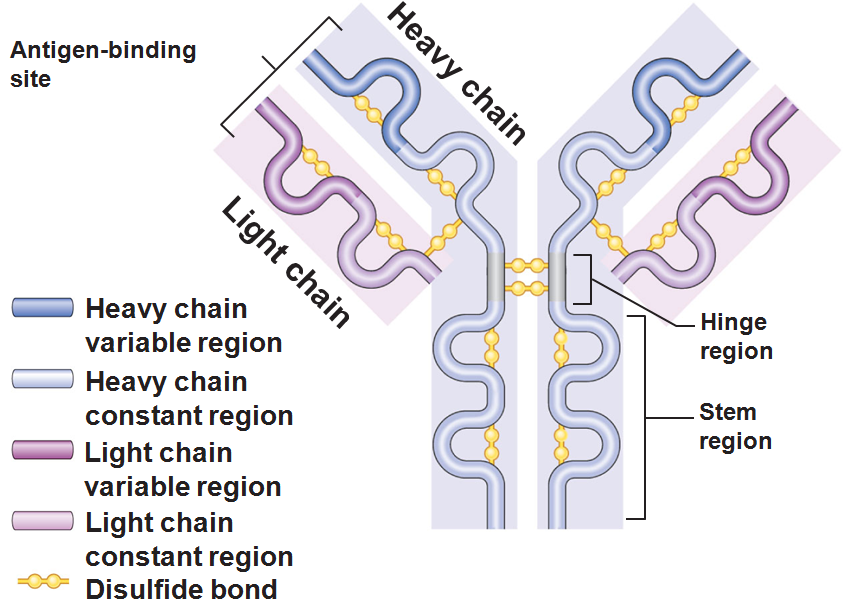 Antigen-binding
site
Heavy chain
Light chain
Heavy chain
variable region
Heavy chain
constant region
Light chain
variable region
Light chain
constant region
Disulfide bond
Hinge
region
Stem
region